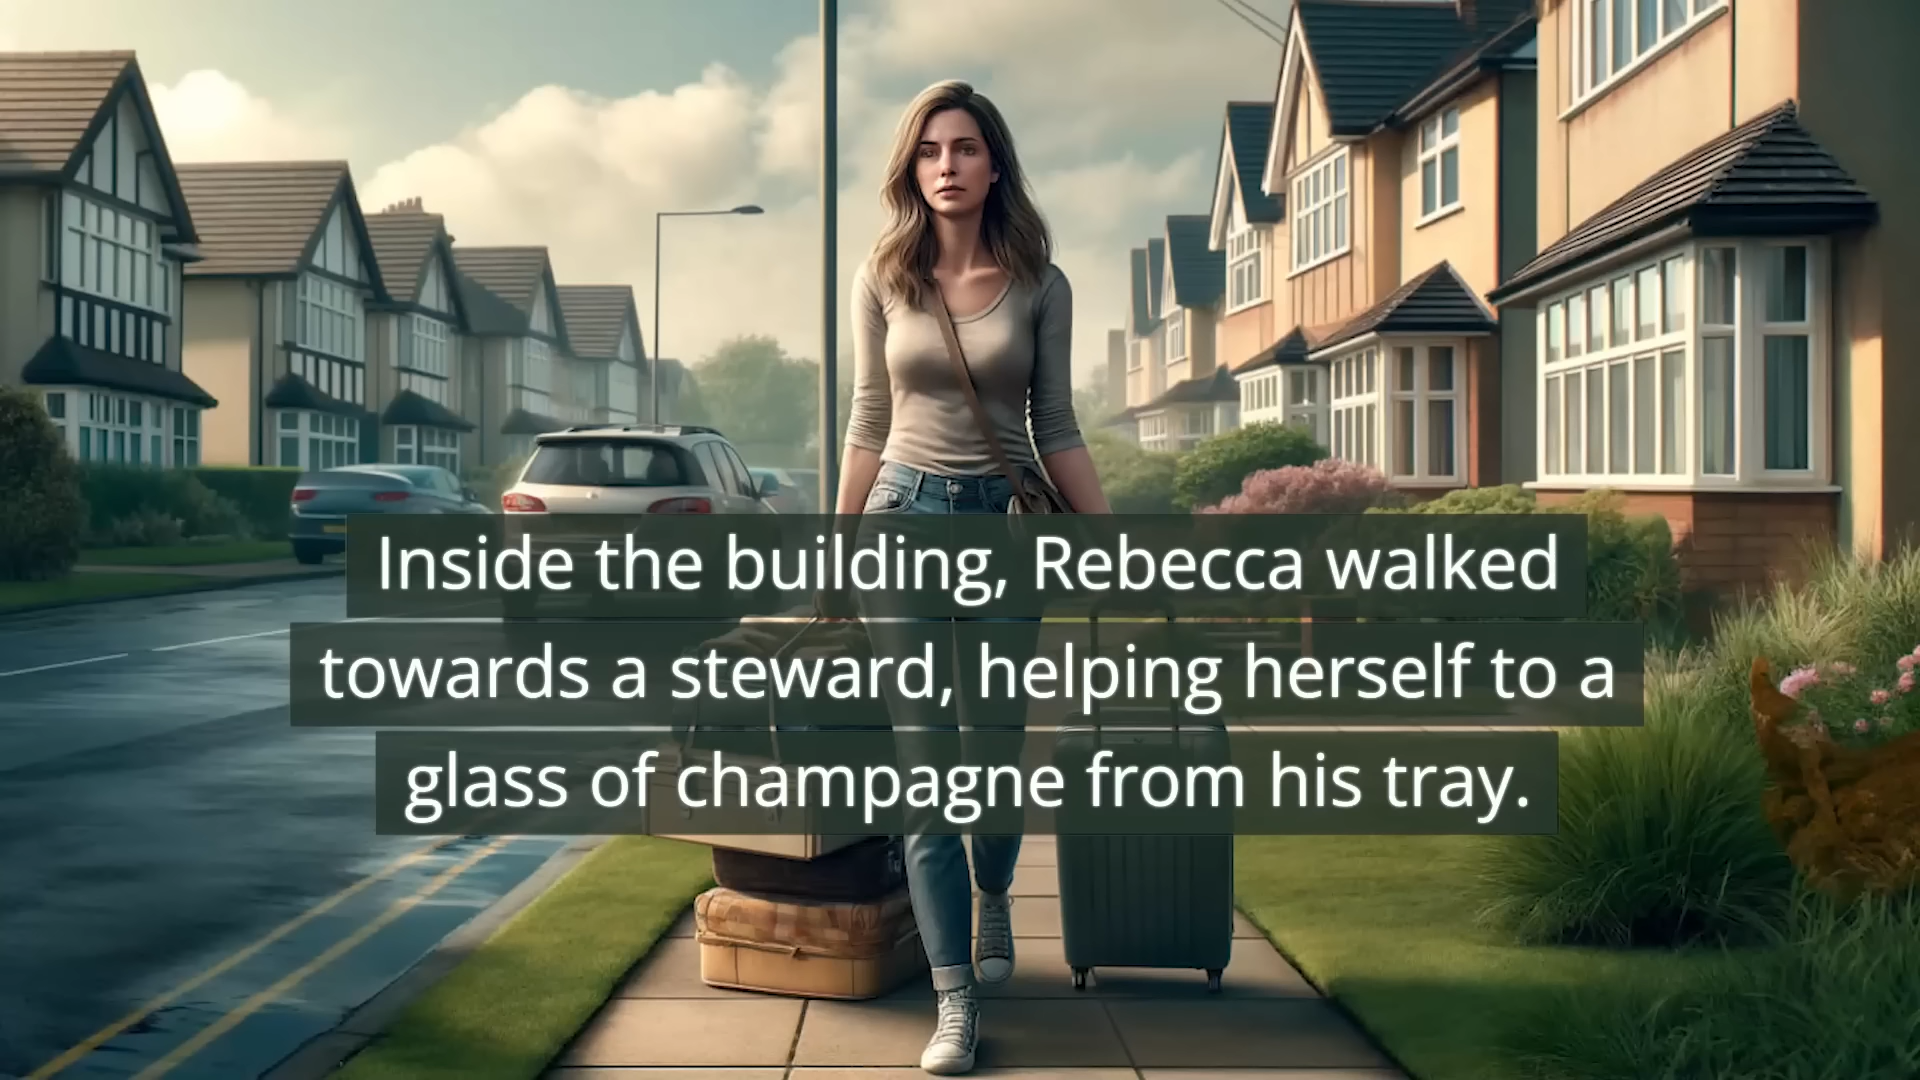 Inside the building, Rebecca walked
towards a steward, helping herself to a
glass of champagne from his tray.